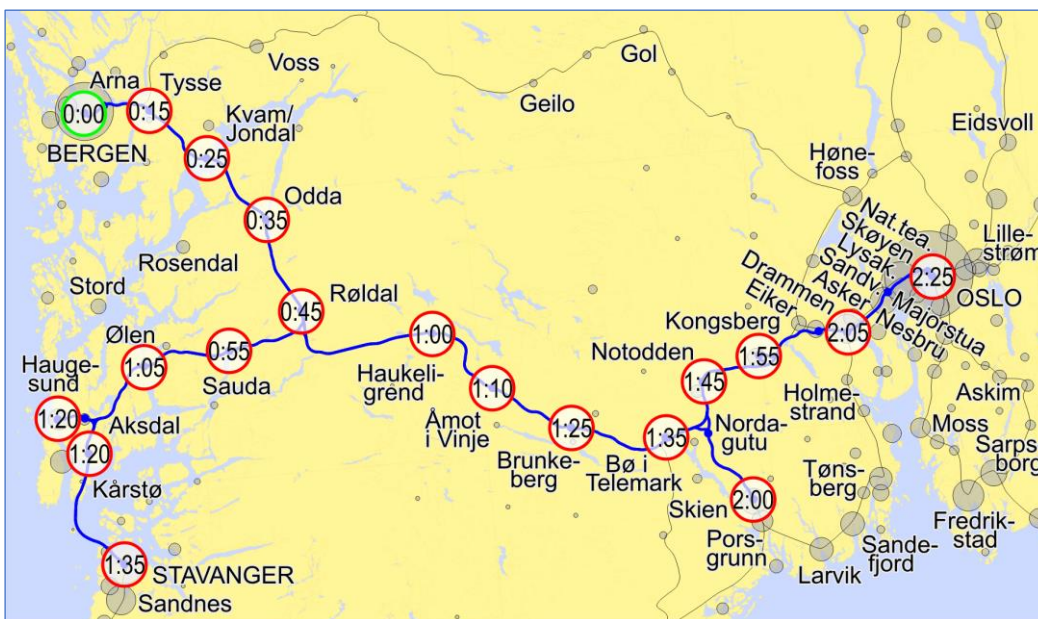 Voss
Gol
Geilo
Arna
Tysse
0:00
0:15
BERGEN
Kvam/
Jondal
0:25
Odda
0:35
Rosendal
Stord
Røldal
0:45
Ølen
1:05
0:55
Sauda
Hauge-
sund
1:20
Aksdal
1:20
Kårstø
1:35
STAVANGER
Sandnes
1:00
Haukeli-
grend
1:10
Åmot
i Vinje
1:25
Brunke-
berg
1:35
Bø i
Telemark
Notodden
1:45
Norda-
gutu
2:00
Skien
Pors-
grunn
Kongsberg
1:55
Eiker
Drammen
2:05
Asker
Sandv.
Lysak.
Skøyen
Nat.tea.
2:25
OSLO
Majorstua
Nesbru
Lille-
strøm
Eidsvoll
Høne-
foss
Holme-
strand
Tøns-
berg
Sande-
fjord
Larvik
Moss
Askim
Sarps-
borg
Fredrik-
stad